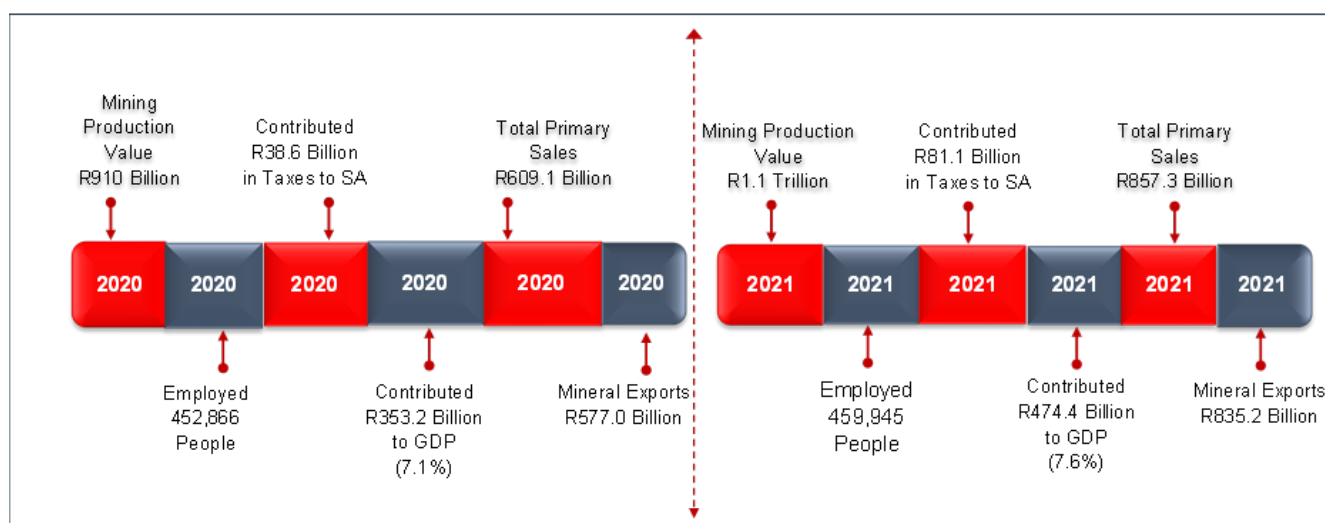 Mining
Production
Value
R910 Billion
Contributed
R38.6 Billion
in Taxes to SA
Total Primary
Sales
R609.1 Billion
2020
2020
2020
2020
2020
2020
Employed
452,866
People
Contributed
R353.2 Billion
to GDP
(7.1%)
Mineral Exports
R577.0 Billion
Mining Production
Value
R1.1 Trillion
Contributed
R81.1 Billion
in Taxes to SA
Total Primary
Sales
R857.3 Billion
2021
2021
2021
2021
2021
2021
Employed
459,945
People
Contributed
R474.4 Billion
to GDP
(7.6%)
Mineral Exports
R835.2 Billion